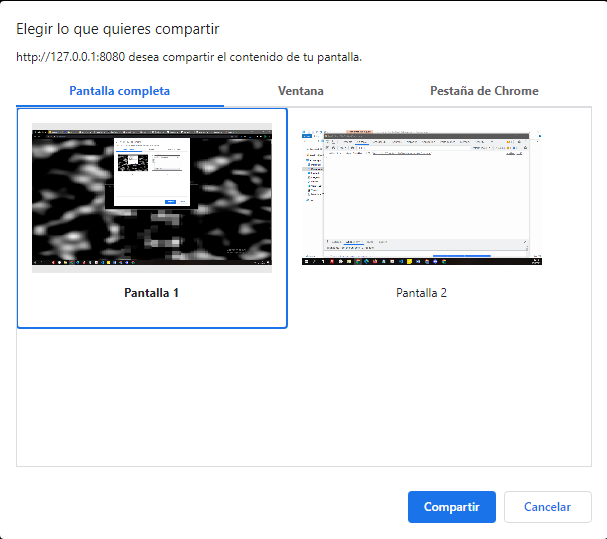 Elegir lo que quieres compartir
http://127.0.0.1:8080 desea compartir el contenido de tu pantalla.
Pantalla completa
Ventana
Pestaña de Chrome
Pantalla 1
Pantalla 2
Compartir
Cancelar